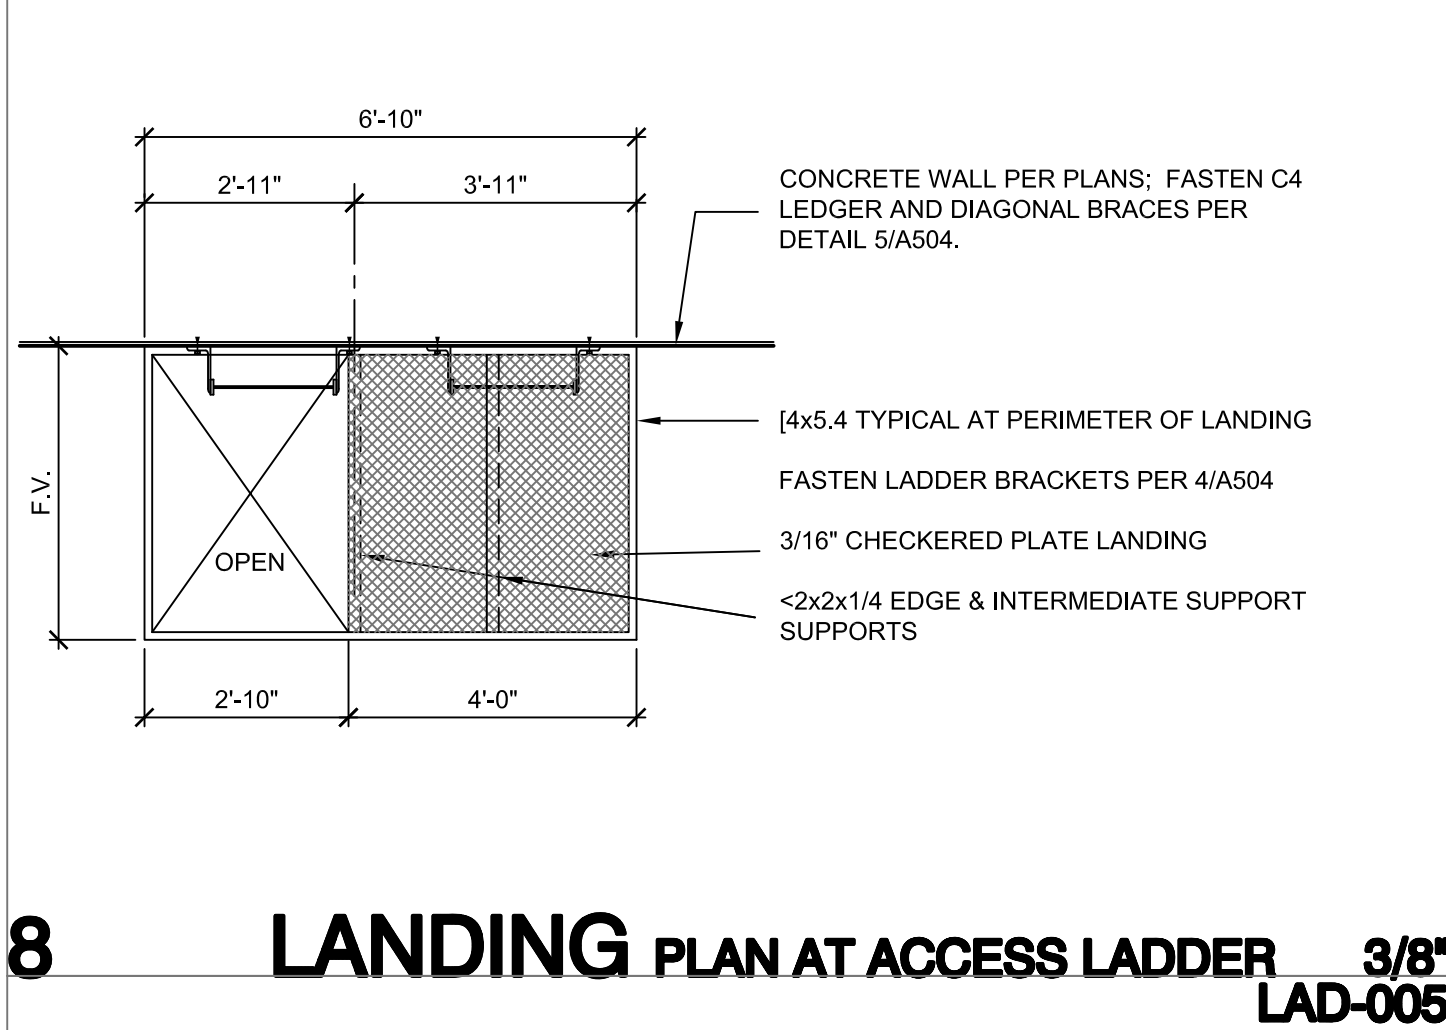 6'-10"
2'-11" 3'-11"
CONCRETE WALL PER PLANS; FASTEN C4
LEDGER AND DIAGONAL BRACES PER
DETAIL 5/A504.
[4x5.4 TYPICAL AT PERIMETER OF LANDING
FASTEN LADDER BRACKETS PER 4/A504
F.V.
3/16" CHECKERED PLATE LANDING
OPEN
<2x2x1/4 EDGE & INTERMEDIATE SUPPORT
SUPPORTS
2'-10" 4'-0"
8 LANDING PLAN AT ACCESS LADDER 3/8"
LAD-005